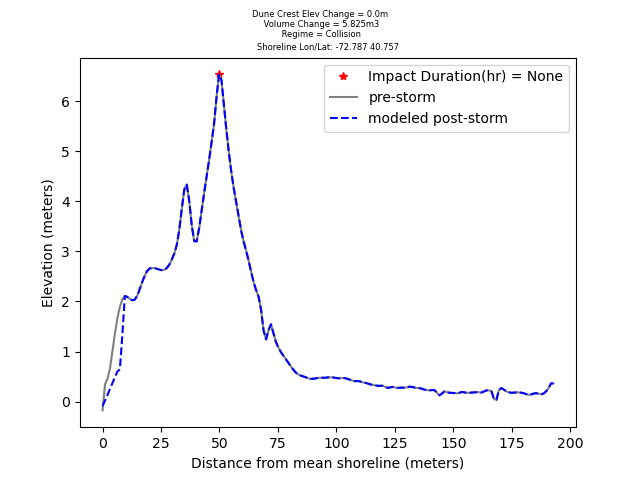 Dune Crest Elev Change = 0.0m
Volume Change = 5.825m3
Regime = Collision
Shoreline Lon/Lat: -72.787 40.757
Impact Duration(hr) = None
pre-storm
modeled post-storm
Elevation (meters)
6
5
4
3
2
1
0
0 25 50 75 100 125 150 175 200
Distance from mean shoreline (meters)